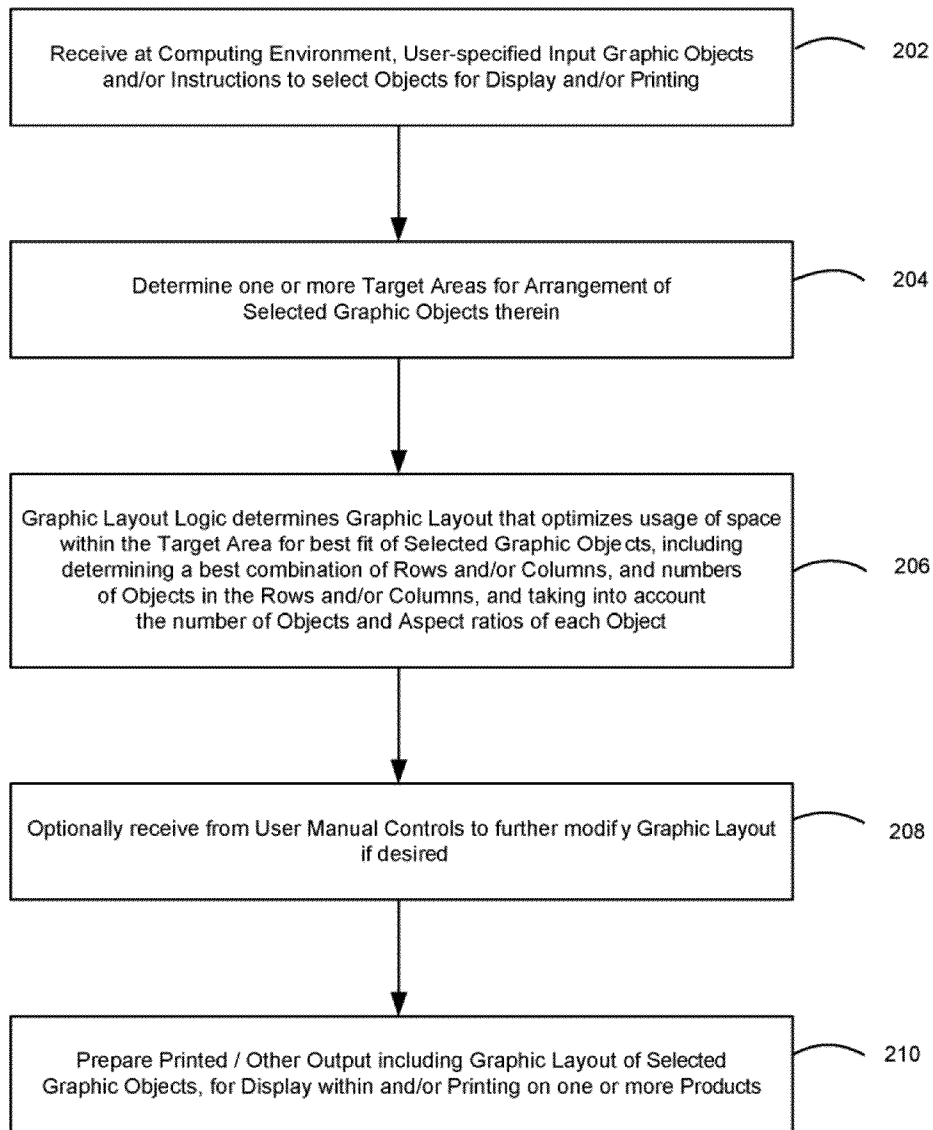 Receive at Computing Environment, User-specified Input Graphic Objects
and/or Instructions to select Objects for Display and/or Printing
202
Determine one or more Target Areas for Arrangement of
Selected Graphic Objects therein
204
Graphic Layout Logic determines Graphic Layout that optimizes usage of space
within the Target Area for best fit of Selected Graphic Objects, including
determining a best combination of Rows and/or Columns, and numbers
of Objects in the Rows and/or Columns, and taking into account
the number of Objects and Aspect ratios of each Object
206
Optionally receive from User Manual Controls to further modify Graphic Layout
if desired
208
Prepare Printed / Other Output including Graphic Layout of Selected
Graphic Objects, for Display within and/or Printing on one or more Products
210